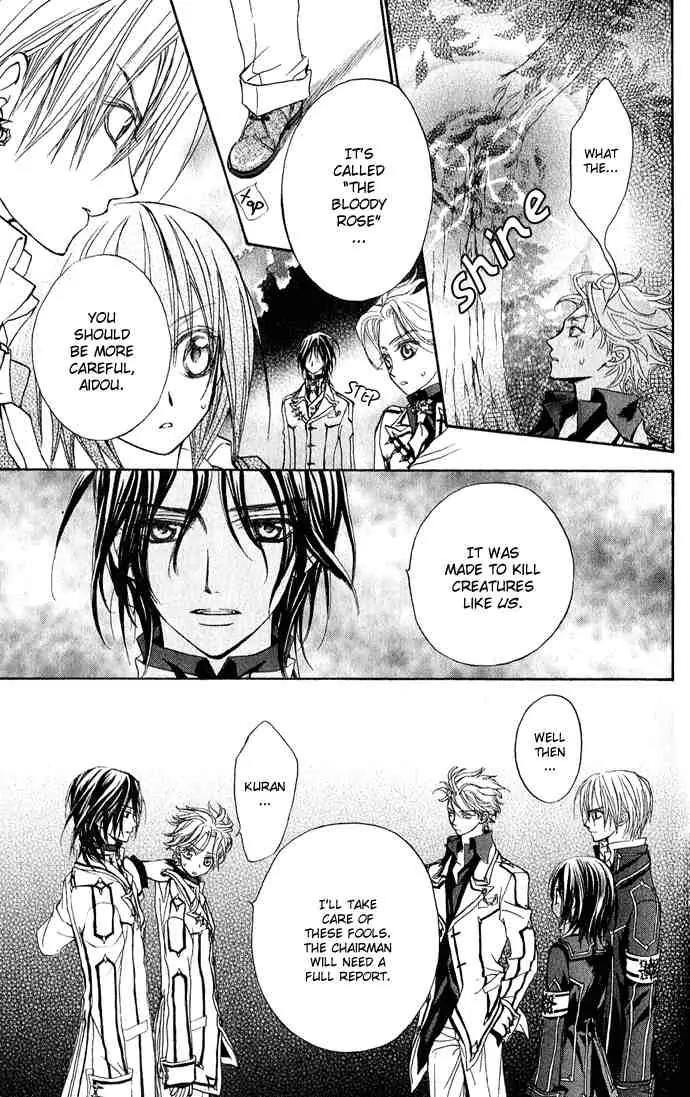 WHAT
THE...
shine
IT'S
CALLED
"THE
BLOODY
ROSE"
...
STEP
YOU
SHOULD
BE MORE
CAREFUL,
AIDOU.
IT WAS
MADE TO KILL
CREATURES
LIKE US.
WELL
THEN
...
KURAN
...
I'LL TAKE
CARE OF
THESE FOOLS.
THE CHAIRMAN
WILL NEED A
FULL REPORT.